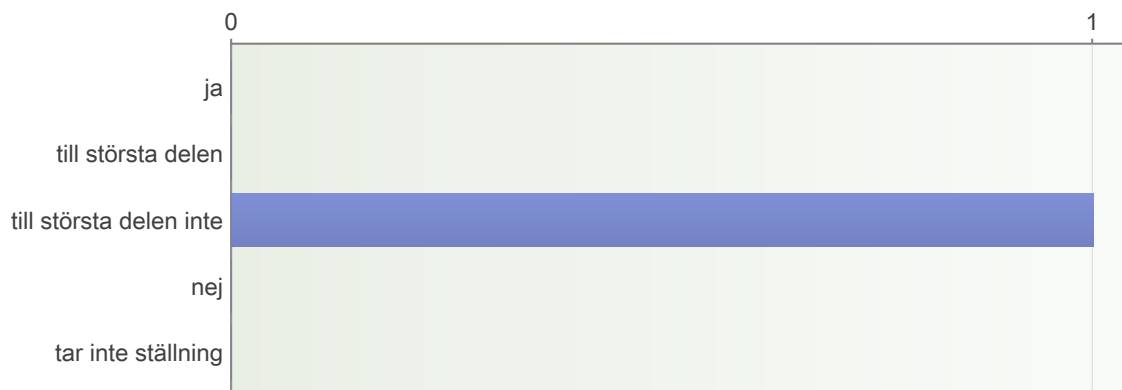 0 1
ja
till största delen
till största delen inte
nej
tar inte ställning